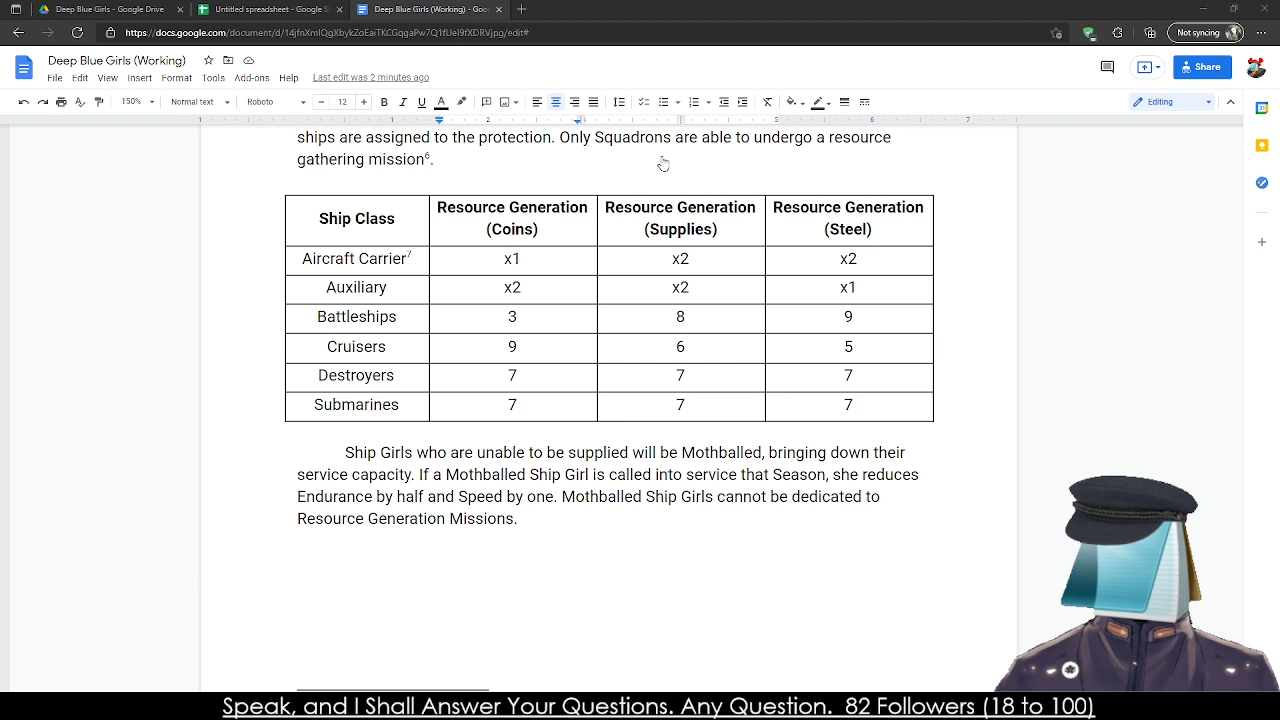 Deep Blue Girls - Google Drive
Untitled spreadsheet - Google S
Deep Blue Girls (Working) - Goo
https://docs.google.com/document/d/14jfnXmlQgXbykZoEaiTKCGqgaPw7Q1fUeI9fXDRVjpg/edit#
Not syncing
Deep Blue Girls (Working)
File Edit View Insert Format Tools Add-ons Help Last edit was 2 minutes ago
Share
150% Normal text Roboto 12 Editing
1 1 2 5 6 7
ships are assigned to the protection. Only Squadrons are able to undergo a resource
gathering mission6.
Ship Class Resource Generation (Coins) Resource Generation (Supplies) Resource Generation (Steel)
Aircraft Carrier7 x1 x2 x2
Auxiliary x2 x2 x1
Battleships 3 8 9
Cruisers 9 6 5
Destroyers 7 7 7
Submarines 7 7 7
Ship Girls who are unable to be supplied will be Mothballed, bringing down their
service capacity. If a Mothballed Ship Girl is called into service that Season, she reduces
Endurance by half and Speed by one. Mothballed Ship Girls cannot be dedicated to
Resource Generation Missions.
Speak, and I Shall Answer Your Questions. Any Question. 82 Followers (18 to 100)